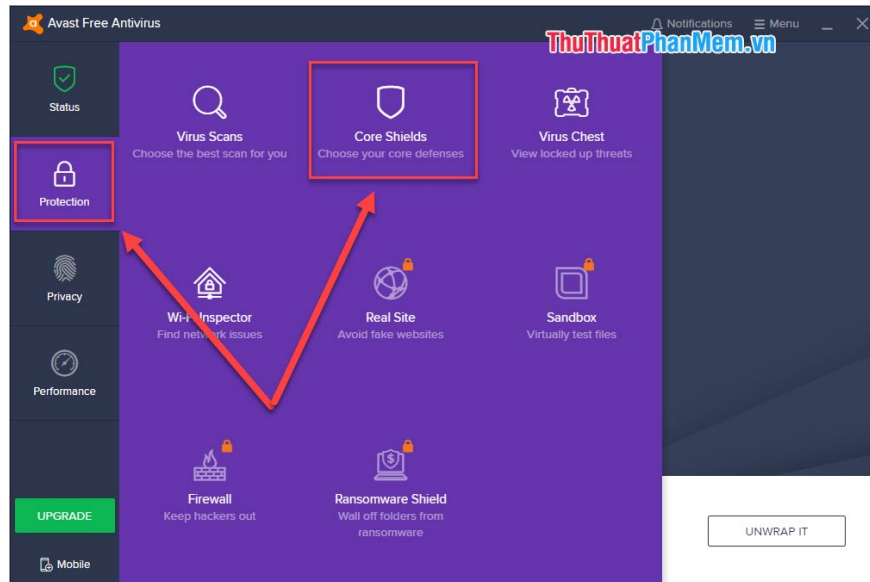 Avast Free Antivirus
Notifications
Menu
ThuThuatPhanMem.vn
Status
Protection
Privacy
Performance
UPGRADE
Mobile
Virus Scans
Choose the best scan for you
Core Shields
Choose your core defenses
Virus Chest
View locked up threats
Wi-Fi Inspector
Find network issues
Real Site
Avoid fake websites
Sandbox
Virtually test files
Firewall
Keep hackers out
Ransomware Shield
Wall off folders from
ransomware
UNWRAP IT